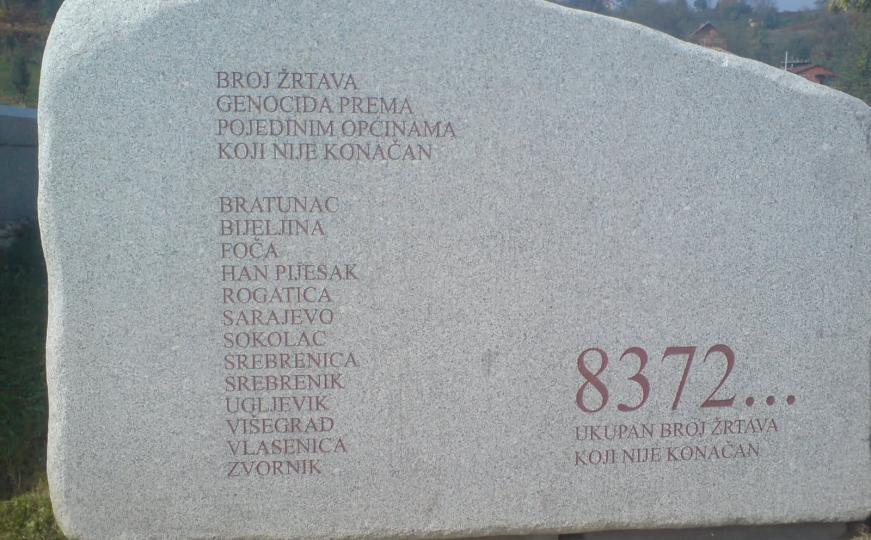 BROJ ŽRTAVA
GENOCIDA PREMA
POJEDINIM OPĆINAMA
KOJI NIJE KONAČAN
BRATUNAC
BIJELJINA
FOČA
HAN PIJESAK
ROGATICA
SARAJEVO
SOKOLAC
SREBRENICA
SREBRENIK
UGLJEVIK
VIŠEGRAD
VLASENICA
ZVORNIK
8372...
UKUPAN BROJ ŽRTAVA
KOJI NIJE KONAČAN